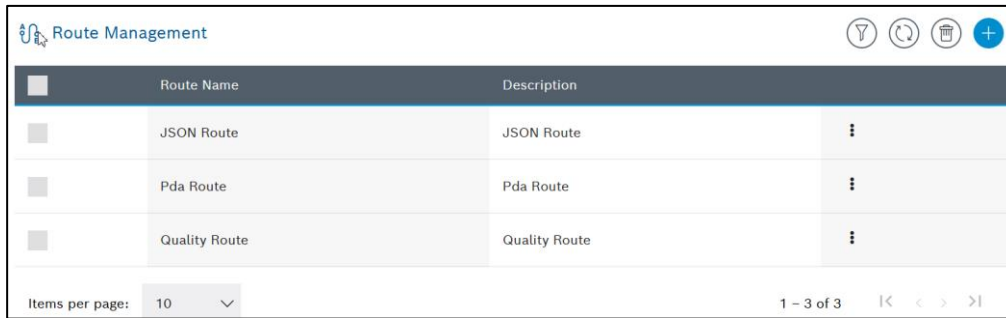 Route Management
Route Name Description
JSON Route JSON Route
Pda Route Pda Route
Quality Route Quality Route
Items per page: 10 1 – 3 of 3